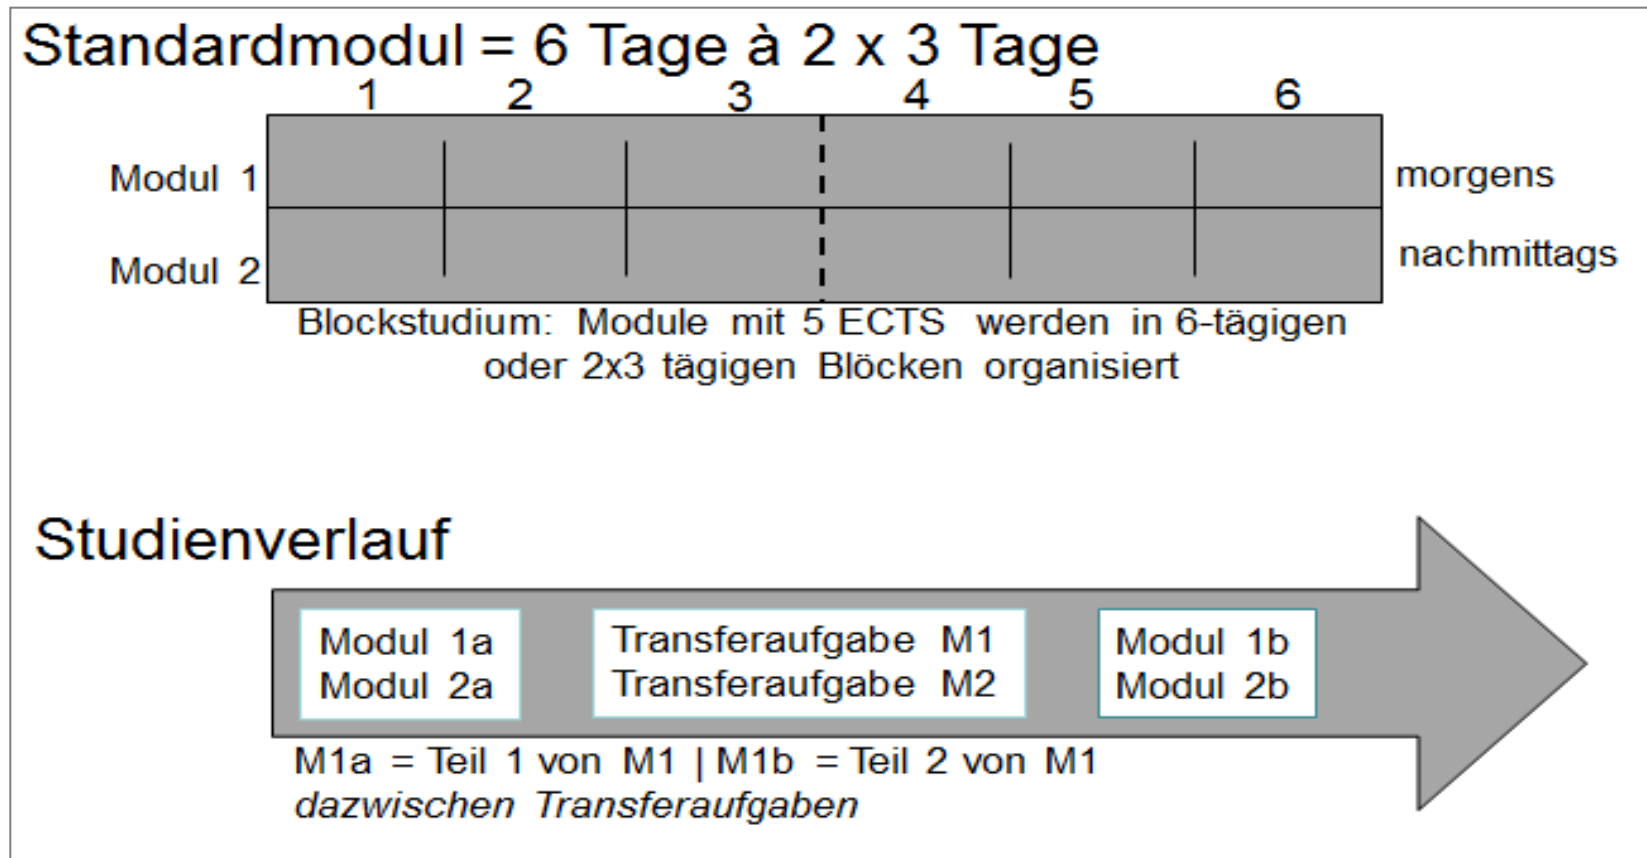 Standardmodul = 6 Tage à 2 x 3 Tage
1 2 3 4 5 6
Modul 1 morgens
Modul 2 nachmittags
Blockstudium: Module mit 5 ECTS werden in 6-tägigen
oder 2x3 tägigen Blöcken organisiert
Studienverlauf
Modul 1a Transferaufgabe M1 Modul 1b
Modul 2a Transferaufgabe M2 Modul 2b
M1a = Teil 1 von M1 | M1b = Teil 2 von M1
dazwischen Transferaufgaben